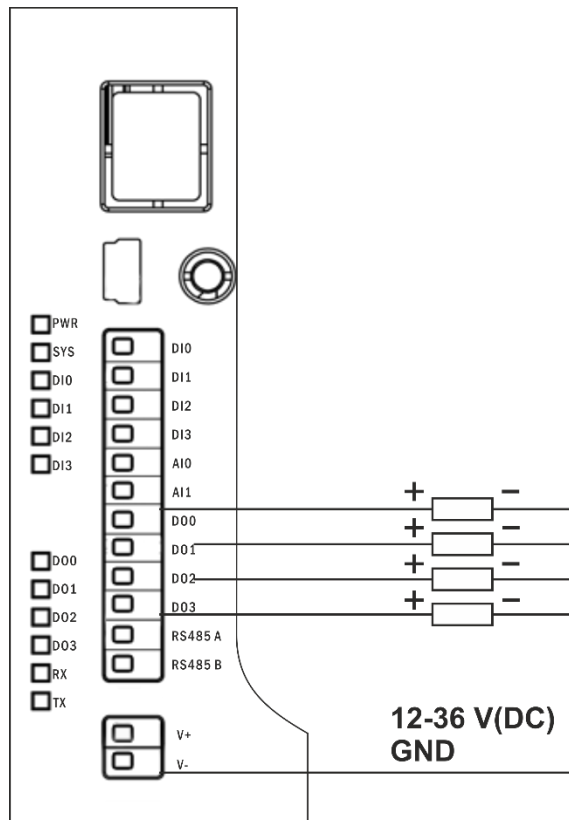 PWR
SYS
DI0
DI1
DI2
DI3
DO0
DO1
DO2
DO3
RX
TX
DI0
DI1
DI2
DI3
AI0
AI1
DO0
DO1
DO2
DO3
RS485 A
RS485 B
V+
V-
+ −
+ −
+ −
+ −
12-36 V(DC)
GND